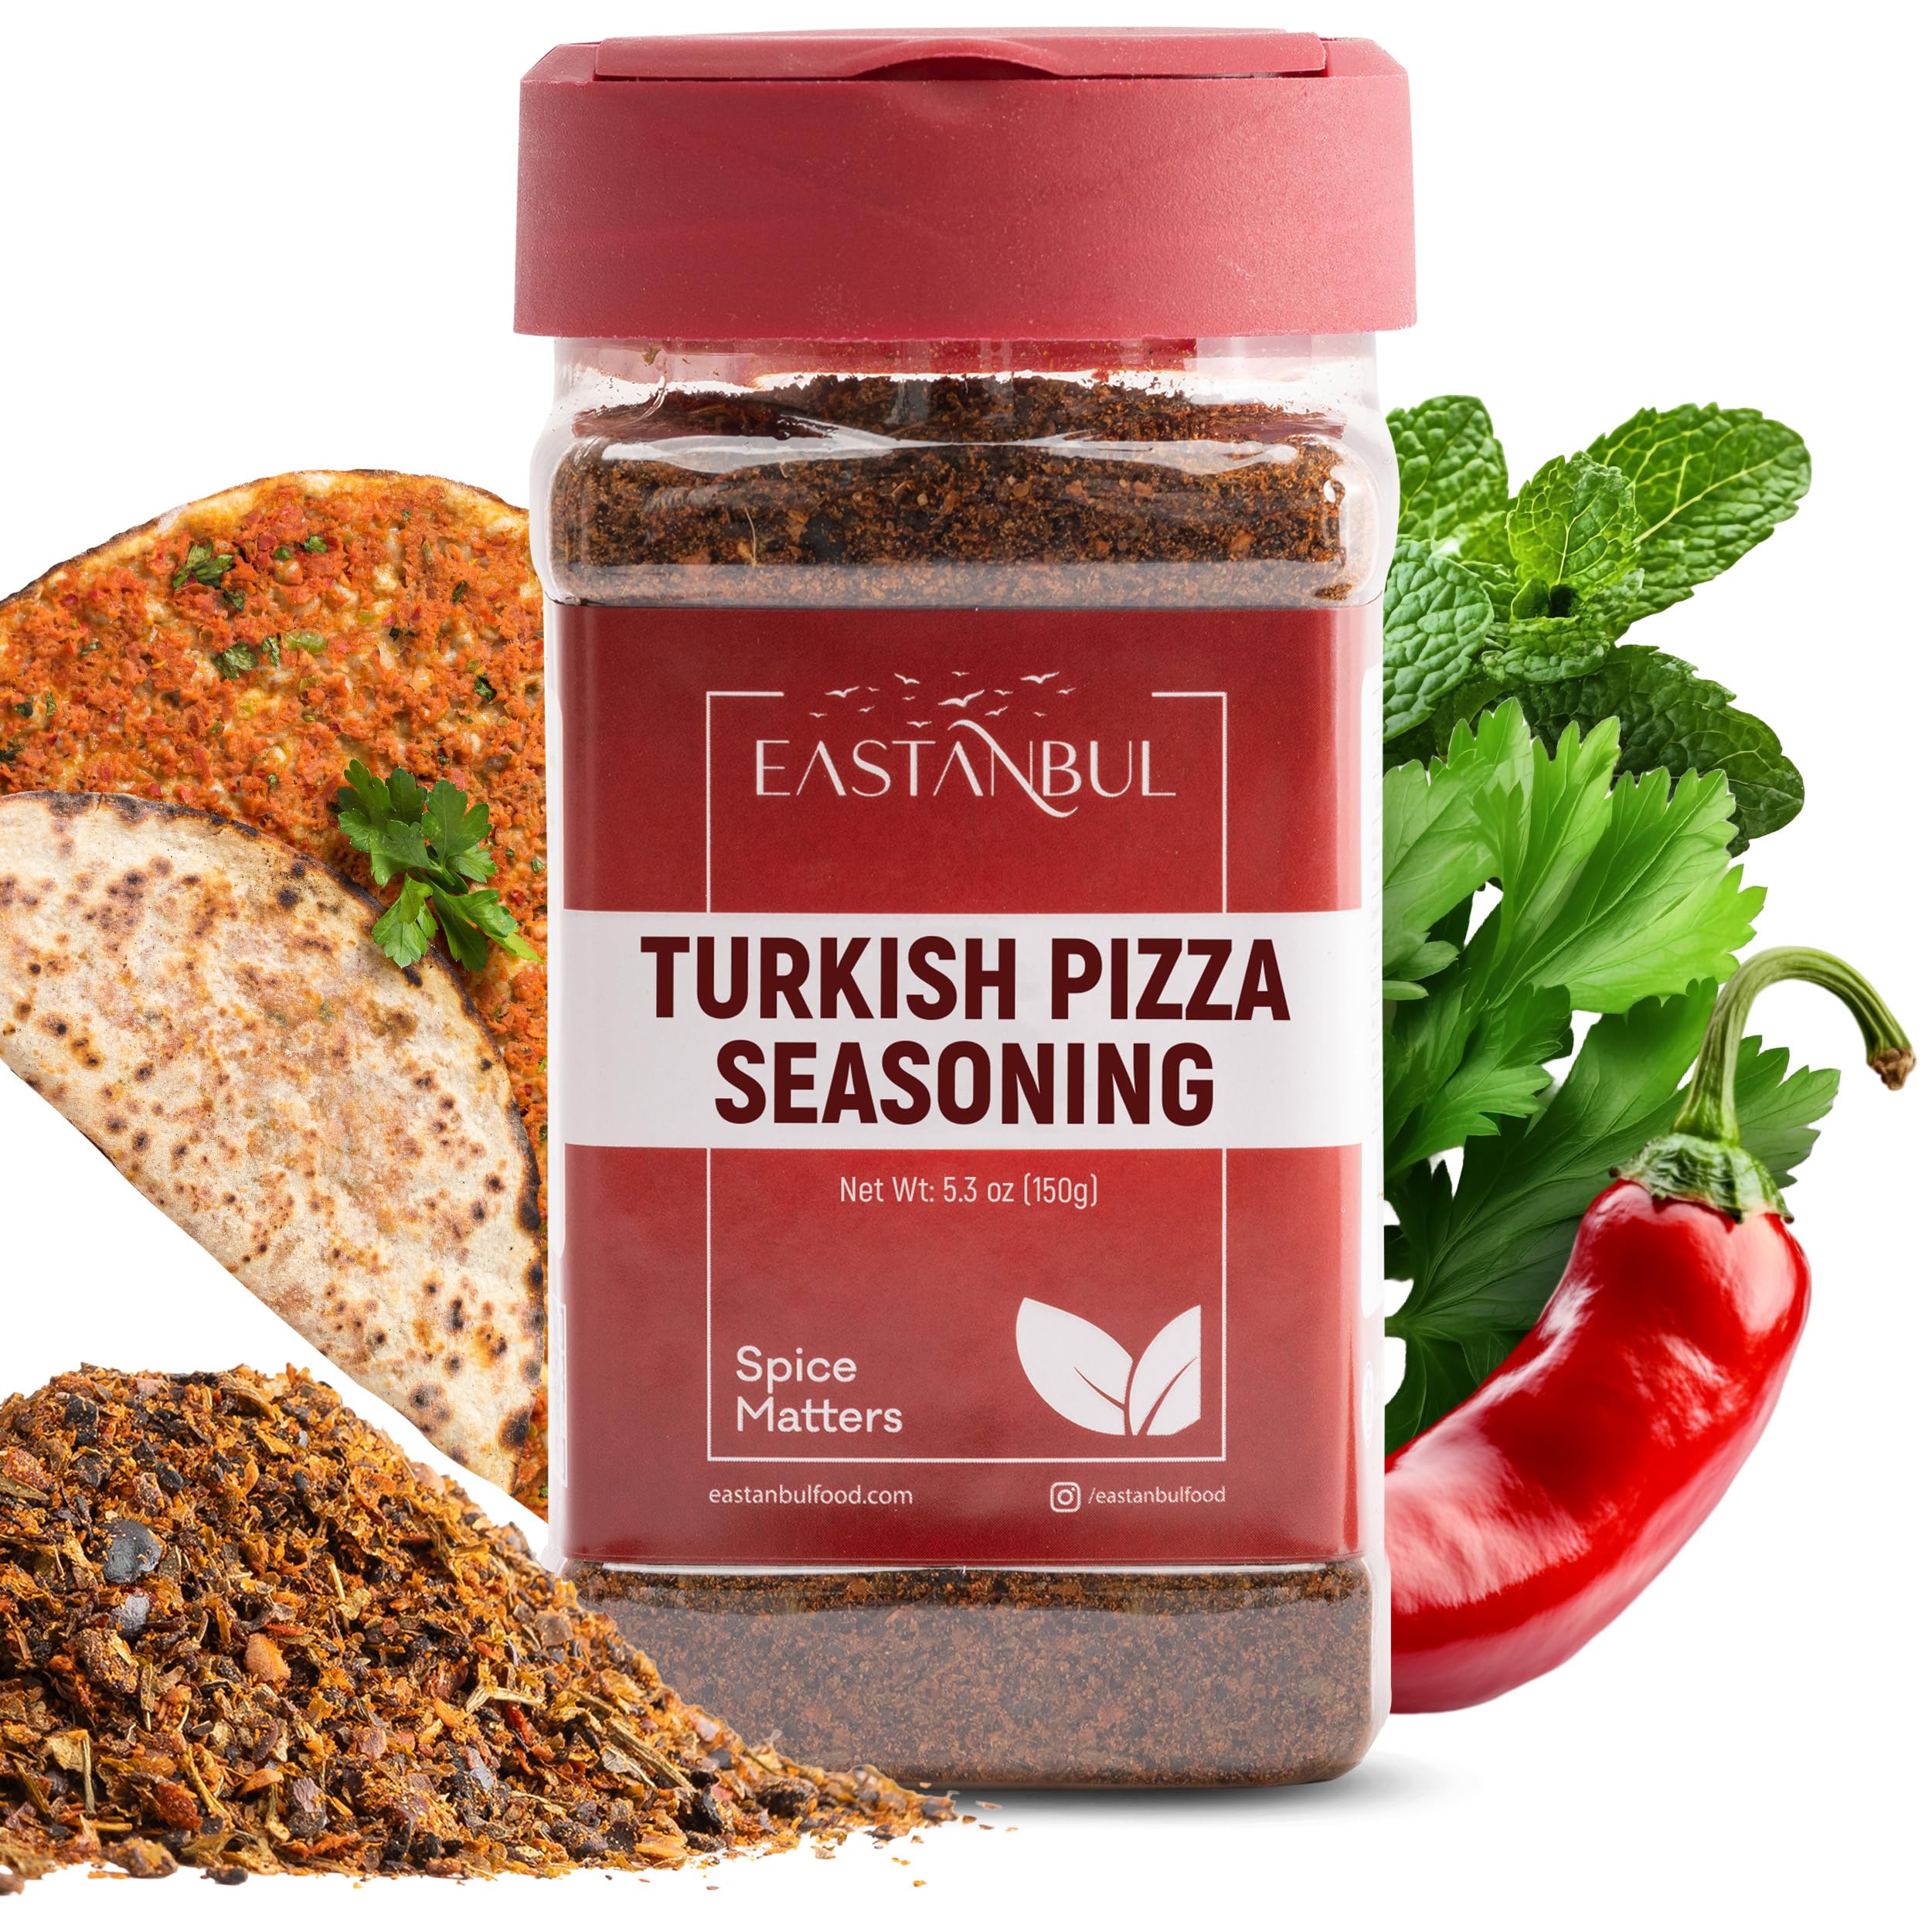 EASTANBUL
TURKISH PIZZA
SEASONING
Net Wt: 5.3 oz (150g)
Spice
Matters
eastanbulfood.com
/eastanbulfood